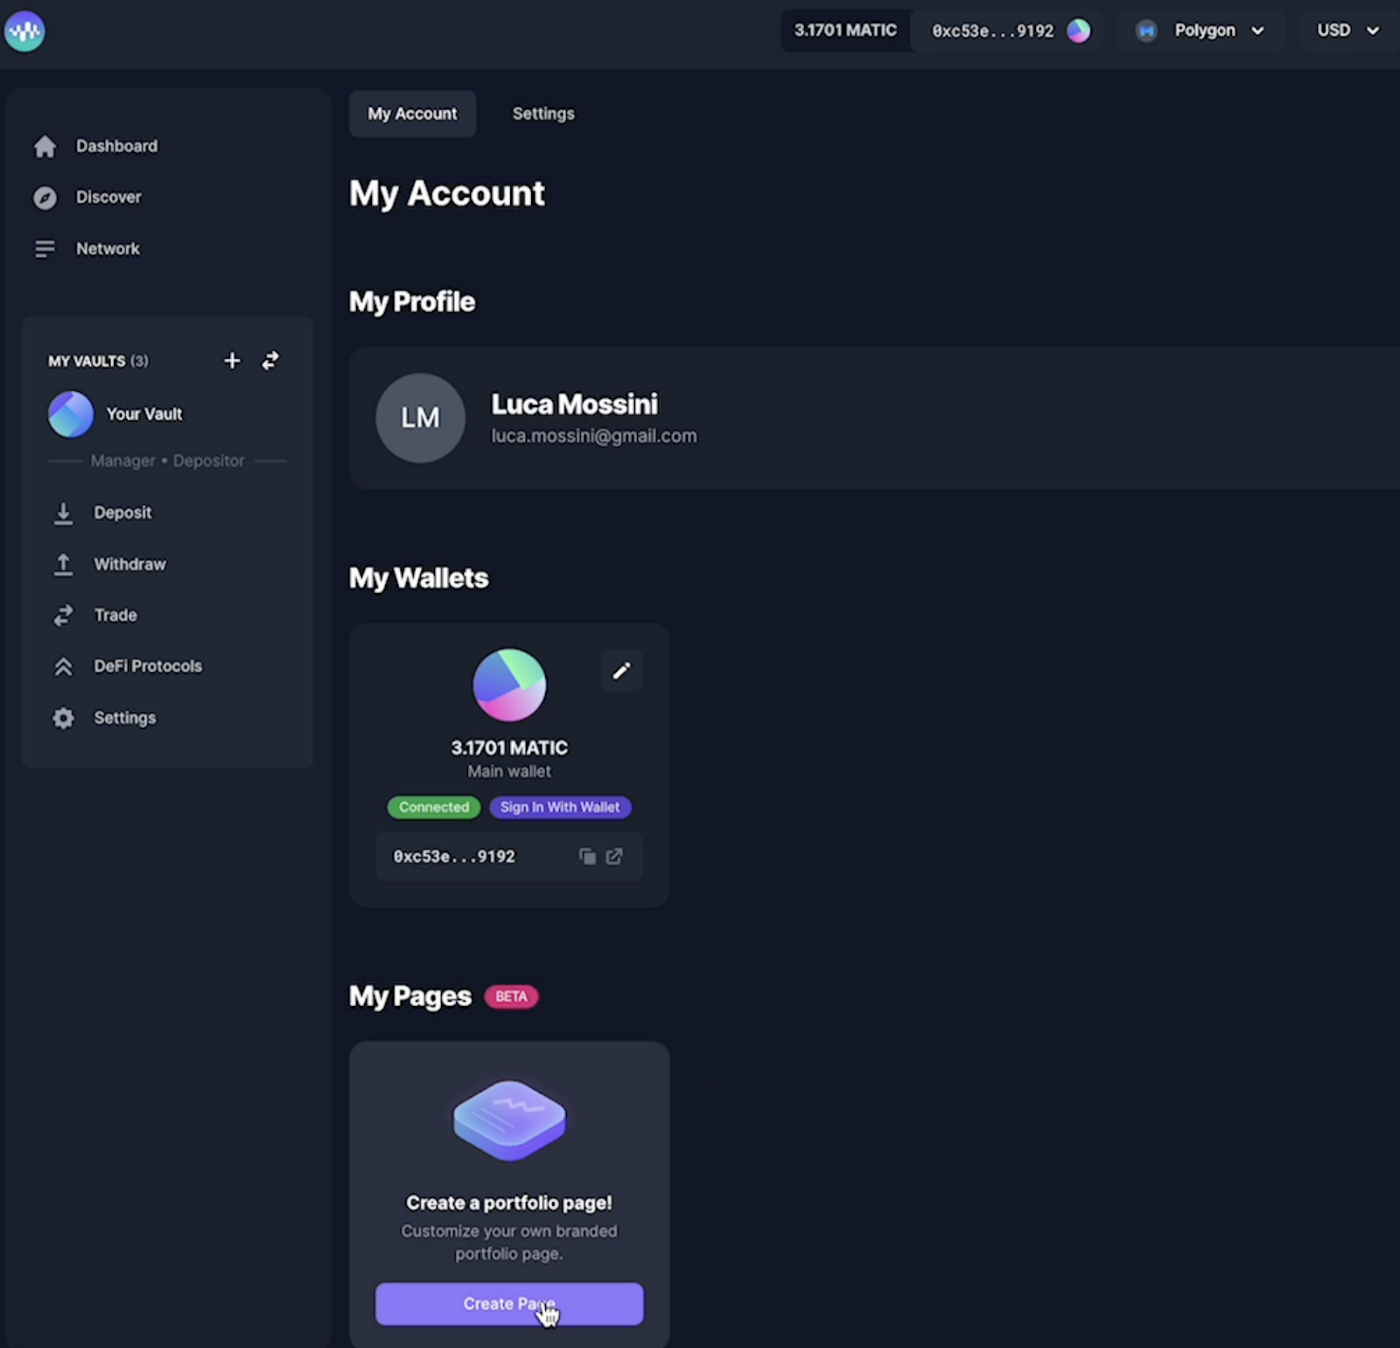 3.1701 MATIC
0xc53e...9192
Polygon
USD
Dashboard
Discover
Network
MY VAULTS (3)
Your Vault
Manager • Depositor
Deposit
Withdraw
Trade
DeFi Protocols
Settings
My Account
Settings
My Account
My Profile
LM
Luca Mossini
luca.mossini@gmail.com
My Wallets
3.1701 MATIC
Main wallet
Connected
Sign In With Wallet
0xc53e...9192
My Pages
BETA
Create a portfolio page!
Customize your own branded
portfolio page.
Create Page